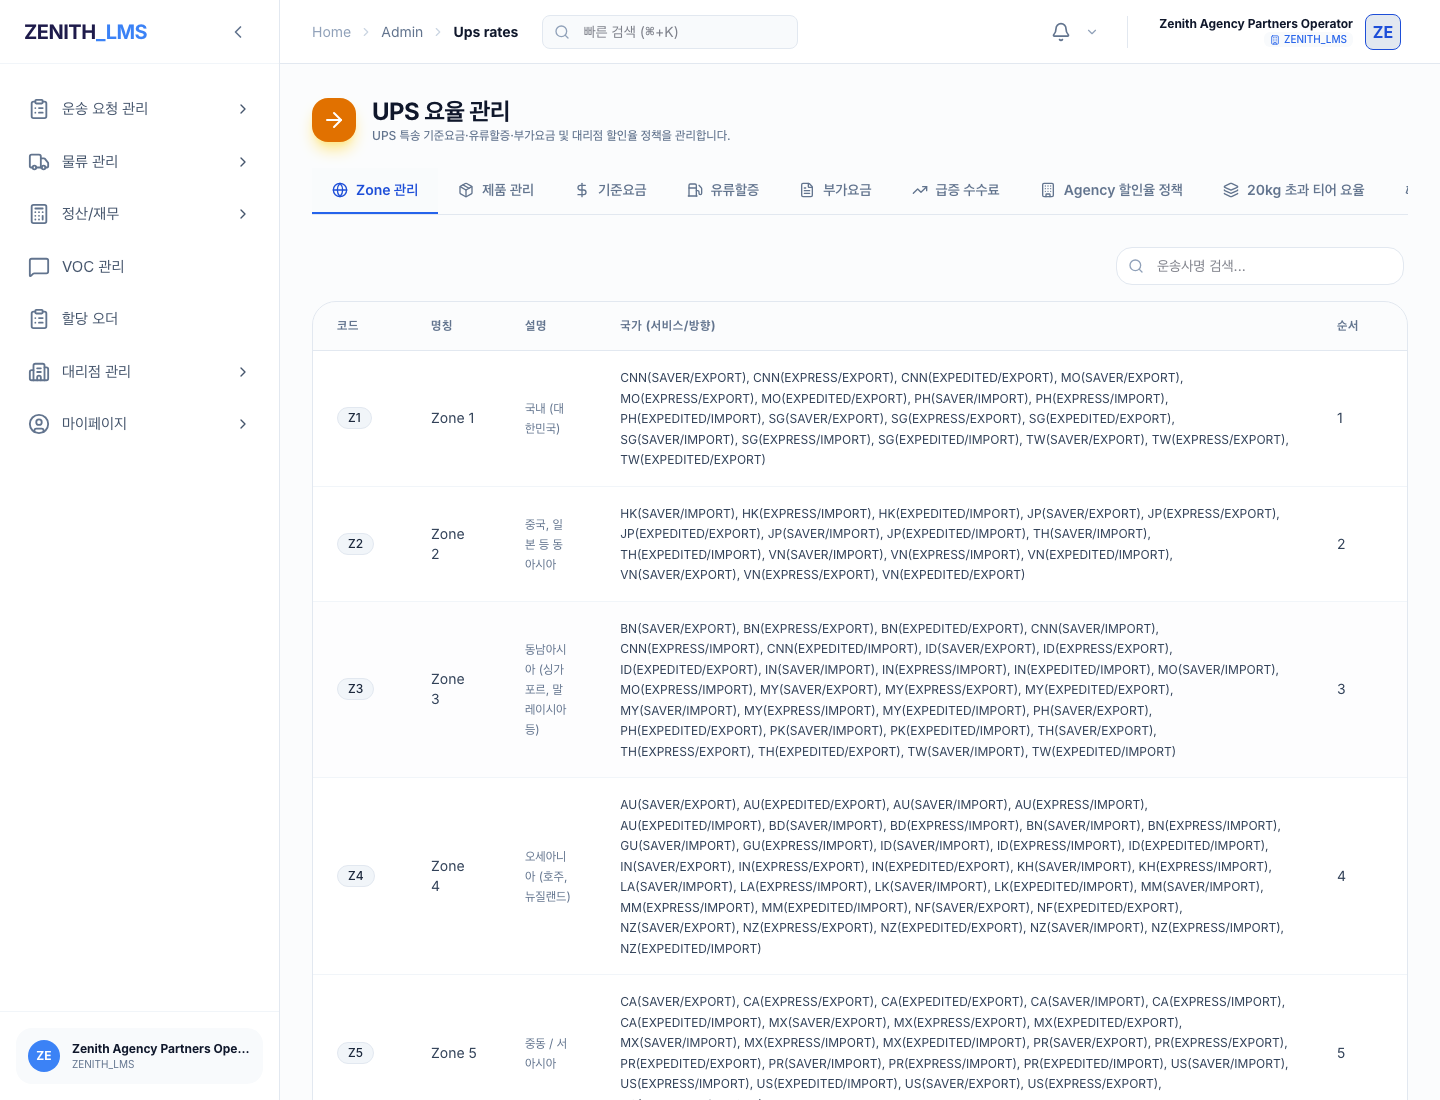 ZENITH_LMS
Home > Admin > Ups rates
빠른 검색 (⌘+K)
Zenith Agency Partners Operator
ZENITH_LMS
ZE
운송 요청 관리
물류 관리
정산/재무
VOC 관리
할당 오더
대리점 관리
마이페이지
ZE
Zenith Agency Partners Ope...
ZENITH_LMS
UPS 요율 관리
UPS 특송 기준요금·유류할증·부가요금 및 대리점 할인율 정책을 관리합니다.
Zone 관리
제품 관리
기준요금
유류할증
부가요금
급증 수수료
Agency 할인율 정책
20kg 초과 티어 요율
운송사명 검색...
코드 명칭 설명 국가 (서비스/방향) 순서
Z1
Zone 1
국내 (대
한민국)
CNN(SAVER/EXPORT), CNN(EXPRESS/EXPORT), CNN(EXPEDITED/EXPORT), MO(SAVER/EXPORT),
MO(EXPRESS/EXPORT), MO(EXPEDITED/EXPORT), PH(SAVER/IMPORT), PH(EXPRESS/IMPORT),
PH(EXPEDITED/IMPORT), SG(SAVER/EXPORT), SG(EXPRESS/EXPORT), SG(EXPEDITED/EXPORT),
SG(SAVER/IMPORT), SG(EXPRESS/IMPORT), SG(EXPEDITED/IMPORT), TW(SAVER/EXPORT), TW(EXPRESS/EXPORT),
TW(EXPEDITED/EXPORT)
1
Z2
Zone
2
중국, 일
본 등 동
아시아
HK(SAVER/IMPORT), HK(EXPRESS/IMPORT), HK(EXPEDITED/IMPORT), JP(SAVER/EXPORT), JP(EXPRESS/EXPORT),
JP(EXPEDITED/EXPORT), JP(SAVER/IMPORT), JP(EXPEDITED/IMPORT), TH(SAVER/IMPORT),
TH(EXPEDITED/IMPORT), VN(SAVER/IMPORT), VN(EXPRESS/IMPORT), VN(EXPEDITED/IMPORT),
VN(SAVER/EXPORT), VN(EXPRESS/EXPORT), VN(EXPEDITED/EXPORT)
2
Z3
Zone
3
동남아시
아 (싱가
포르, 말
레이시아
등)
BN(SAVER/EXPORT), BN(EXPRESS/EXPORT), BN(EXPEDITED/EXPORT), CNN(SAVER/IMPORT),
CNN(EXPRESS/IMPORT), CNN(EXPEDITED/IMPORT), ID(SAVER/EXPORT), ID(EXPRESS/EXPORT),
ID(EXPEDITED/EXPORT), IN(SAVER/IMPORT), IN(EXPRESS/IMPORT), IN(EXPEDITED/IMPORT), MO(SAVER/IMPORT),
MO(EXPRESS/IMPORT), MY(SAVER/EXPORT), MY(EXPRESS/EXPORT), MY(EXPEDITED/EXPORT),
MY(SAVER/IMPORT), MY(EXPRESS/IMPORT), MY(EXPEDITED/IMPORT), PH(SAVER/EXPORT),
PH(EXPEDITED/EXPORT), PK(SAVER/IMPORT), PK(EXPEDITED/IMPORT), TH(SAVER/EXPORT),
TH(EXPRESS/EXPORT), TH(EXPEDITED/EXPORT), TW(SAVER/IMPORT), TW(EXPEDITED/IMPORT)
3
Z4
Zone
4
오세아니
아 (호주,
뉴질랜드)
AU(SAVER/EXPORT), AU(EXPEDITED/EXPORT), AU(SAVER/IMPORT), AU(EXPRESS/IMPORT),
AU(EXPEDITED/IMPORT), BD(SAVER/IMPORT), BD(EXPRESS/IMPORT), BN(SAVER/IMPORT), BN(EXPRESS/IMPORT),
GU(SAVER/IMPORT), GU(EXPRESS/IMPORT), ID(SAVER/IMPORT), ID(EXPRESS/IMPORT), ID(EXPEDITED/IMPORT),
IN(SAVER/EXPORT), IN(EXPRESS/EXPORT), IN(EXPEDITED/EXPORT), KH(SAVER/IMPORT), KH(EXPRESS/IMPORT),
LA(SAVER/IMPORT), LA(EXPRESS/IMPORT), LK(SAVER/IMPORT), LK(EXPEDITED/IMPORT), MM(SAVER/IMPORT),
MM(EXPRESS/IMPORT), MM(EXPEDITED/IMPORT), NF(SAVER/EXPORT), NF(EXPEDITED/EXPORT),
NZ(SAVER/EXPORT), NZ(EXPRESS/EXPORT), NZ(EXPEDITED/EXPORT), NZ(SAVER/IMPORT), NZ(EXPRESS/IMPORT),
NZ(EXPEDITED/IMPORT)
4
Z5
Zone 5
중동 / 서
아시아
CA(SAVER/EXPORT), CA(EXPRESS/EXPORT), CA(EXPEDITED/EXPORT), CA(SAVER/IMPORT), CA(EXPRESS/IMPORT),
CA(EXPEDITED/IMPORT), MX(SAVER/EXPORT), MX(EXPRESS/EXPORT), MX(EXPEDITED/EXPORT),
MX(SAVER/IMPORT), MX(EXPRESS/IMPORT), MX(EXPEDITED/IMPORT), PR(SAVER/EXPORT), PR(EXPRESS/EXPORT),
PR(EXPEDITED/EXPORT), PR(SAVER/IMPORT), PR(EXPRESS/IMPORT), PR(EXPEDITED/IMPORT), US(SAVER/IMPORT),
US(EXPRESS/IMPORT), US(EXPEDITED/IMPORT), US(SAVER/EXPORT), US(EXPRESS/EXPORT),
5